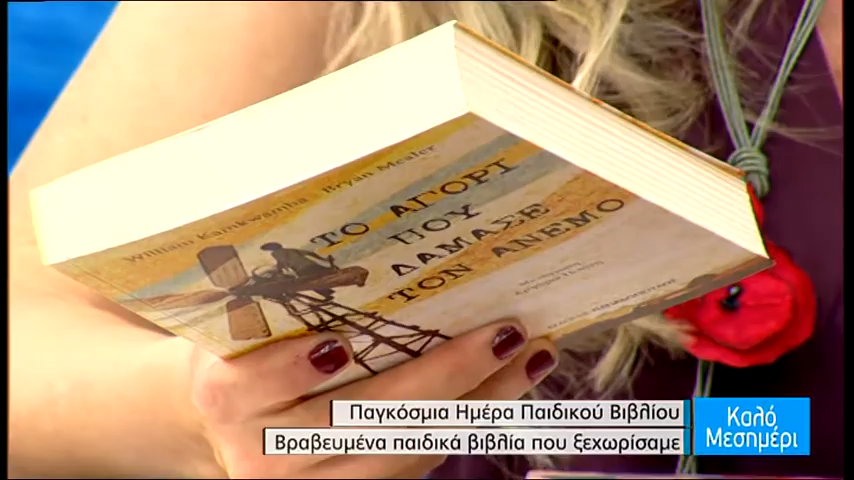 William Kamkwamba · Bryan Mealer
ΤΟ ΑΓΟΡΙ
ΠΟΥ
ΔΑΜΑΣΕ
ΤΟΝ ΑΝΕΜΟ
Παγκόσμια Ημέρα Παιδικού Βιβλίου
Βραβευμένα παιδικά βιβλία που ξεχωρίσαμε
Καλό
Μεσημέρι